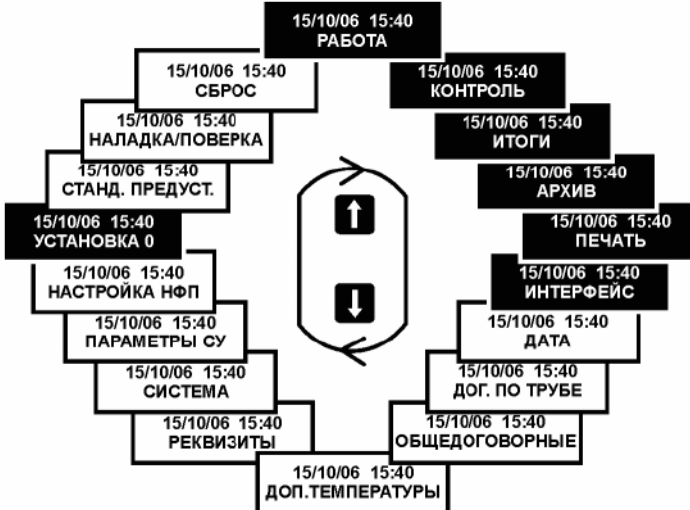 15/10/06 15:40
РАБОТА
15/10/06 15:40
КОНТРОЛЬ
15/10/06 15:40
ИТОГИ
15/10/06 15:40
АРХИВ
15/10/06 15:40
ПЕЧАТЬ
15/10/06 15:40
ИНТЕРФЕЙС
15/10/06 15:40
ДАТА
15/10/06 15:40
ДОГ. ПО ТРУБЕ
15/10/06 15:40
ОБЩЕДОГОВОРНЫЕ
15/10/06 15:40
ДОП.ТЕМПЕРАТУРЫ
15/10/06 15:40
РЕКВИЗИТЫ
15/10/06 15:40
СИСТЕМА
15/10/06 15:40
ПАРАМЕТРЫ СУ
15/10/06 15:40
НАСТРОЙКА НФП
15/10/06 15:40
УСТАНОВКА 0
15/10/06 15:40
СТАНД. ПРЕДУСТ.
15/10/06 15:40
НАЛАДКА/ПОВЕРКА
15/10/06 15:40
СБРОС